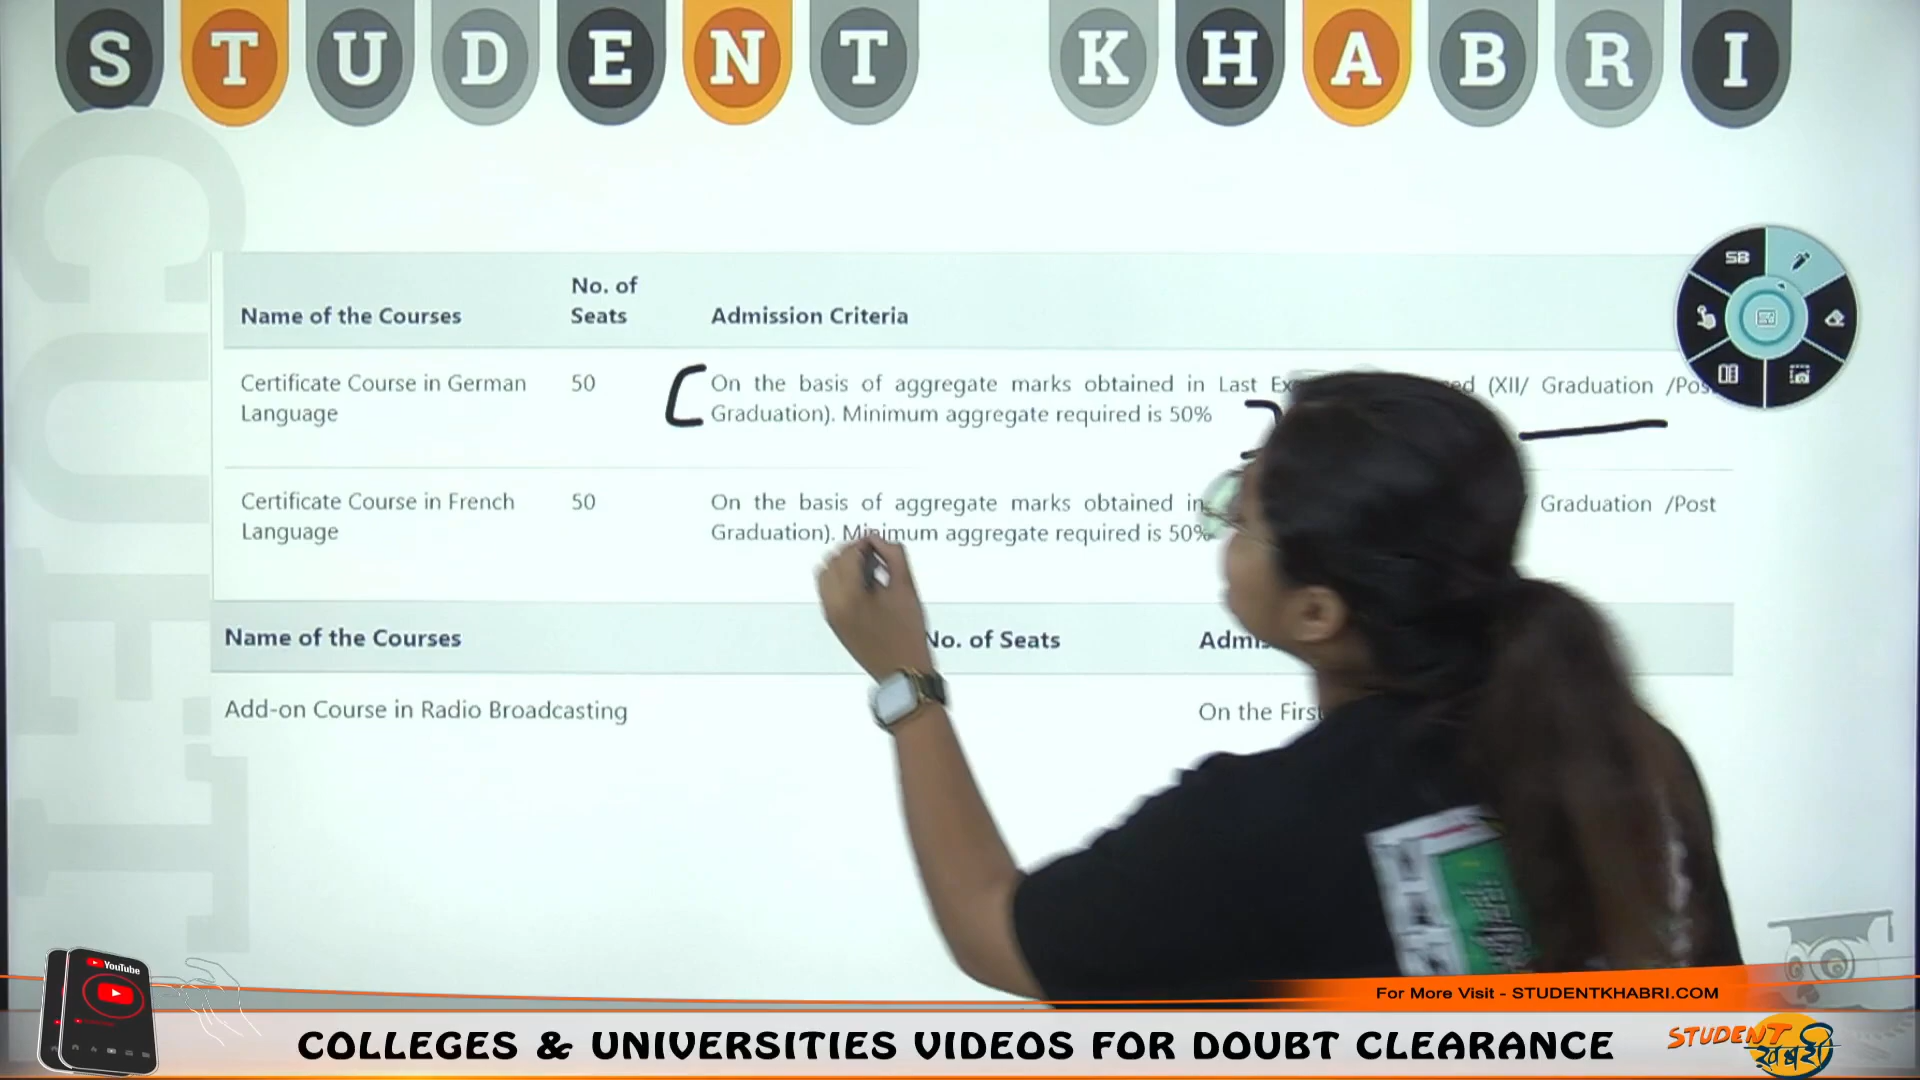 STUDENT KHABRI
CUET
Name of the Courses
No. of
Seats
Admission Criteria
Certificate Course in German
Language
50
On the basis of aggregate marks obtained in Last (XII/ Graduation /Pos
Graduation). Minimum aggregate required is 50%
Certificate Course in French
Language
50
On the basis of aggregate marks obtained in Graduation /Post
Graduation). Minimum aggregate required is 50%
Name of the Courses
No. of Seats
Add-on Course in Radio Broadcasting
On the First
SB
YouTube
For More Visit - STUDENTKHABRI.COM
COLLEGES & UNIVERSITIES VIDEOS FOR DOUBT CLEARANCE
STUDENT
खबरी